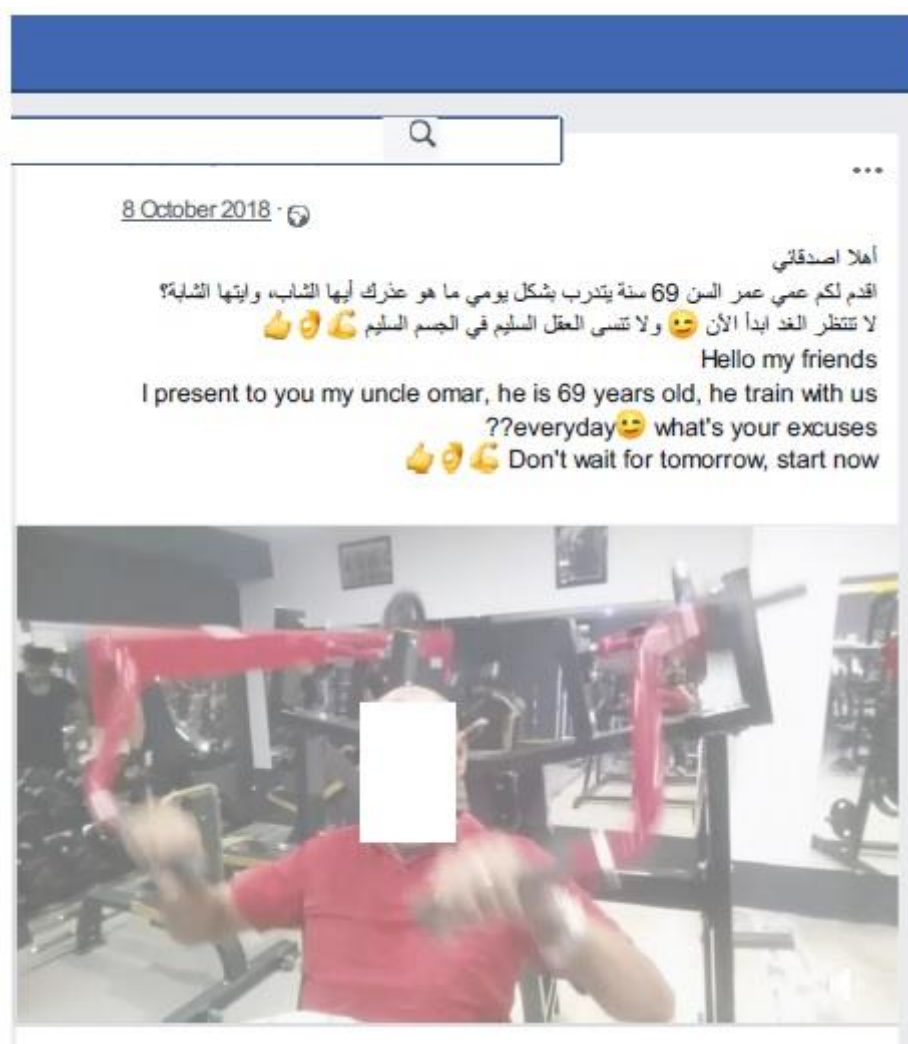 8 October 2018 ·
أهلا اصدقائي
اقدم لكم عمي عمر السن 69 سنة يتدرب بشكل يومي ما هو عذرك أيها الشاب، وايتها الشابة؟
لا تنتظر الغد ابدأ الأن 😉 ولا تنسى العقل السليم في الجسم السليم 💪👌👍
Hello my friends
I present to you my uncle omar, he is 69 years old, he train with us
??everyday😉 what's your excuses
👍👌💪 Don't wait for tomorrow, start now